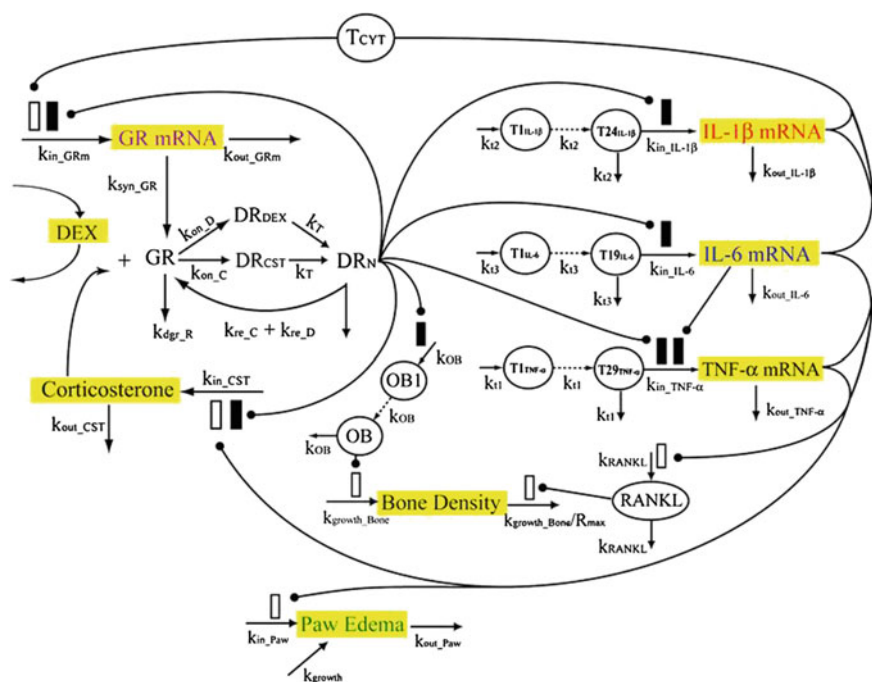 TCYT
GR mRNA
kin_GRm
kout_GRm
ksyn_GR
DEX
+
GR
kon_D
DRDEX
kT
kon_C
DRCST
kT
DRN
kdgr_R
kre_C + kre_D
Corticosterone
kin_CST
kout_CST
kt2
T1IL-1β
kt2
T24IL-1β
kin_IL-1β
IL-1β mRNA
kt2
kout_IL-1β
kt3
T1IL-6
kt3
T19IL-6
kin_IL-6
IL-6 mRNA
kt3
kout_IL-6
kt1
T1TNF-α
kt1
T29TNF-α
kin_TNF-α
TNF-α mRNA
kt1
kout_TNF-α
kOB
OB1
kOB
OB
kOB
kgrowth_Bone
Bone Density
kgrowth_Bone/Rmax
kRANKL
RANKL
kRANKL
kin_Paw
Paw Edema
kout_Paw
kgrowth